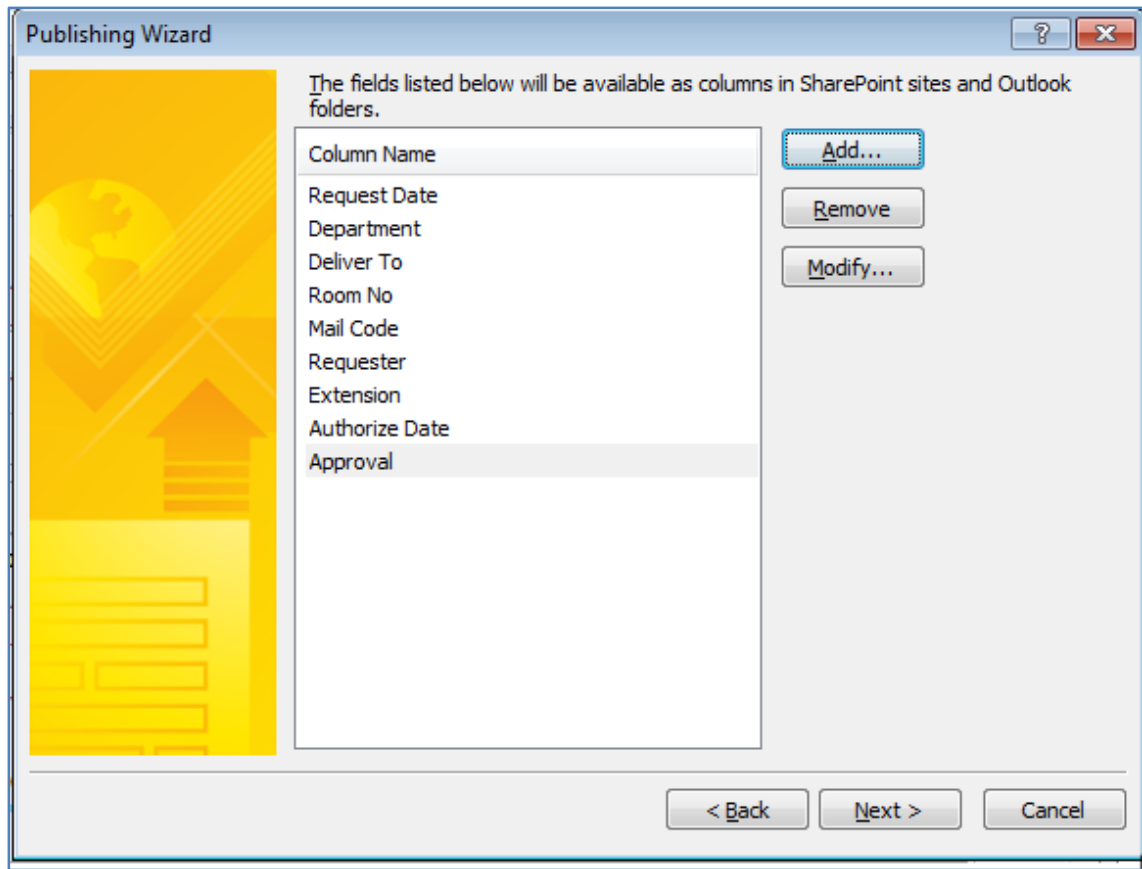 Publishing Wizard
?
The fields listed below will be available as columns in SharePoint sites and Outlook
folders.
Column Name
Add...
Request Date
Remove
Department
Deliver To
Modify...
Room No
Mail Code
Requester
Extension
Authorize Date
Approval
< Back
Next >
Cancel